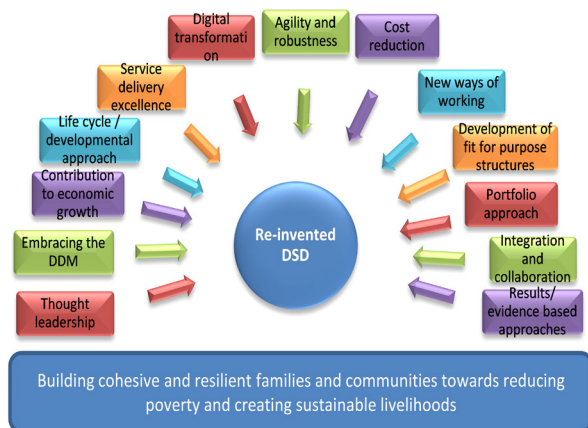 Digital
transformati
on
Agility and
robustness
Cost
reduction
Service
delivery
excellence
New ways of
working
Life cycle /
developmental
approach
Development of
fit for purpose
structures
Contribution
to economic
growth
Portfolio
approach
Embracing the
DDM
Re-invented
DSD
Integration and
collaboration
Thought
leadership
Results/
evidence based
approaches
Building cohesive and resilient families and communities towards reducing
poverty and creating sustainable livelihoods